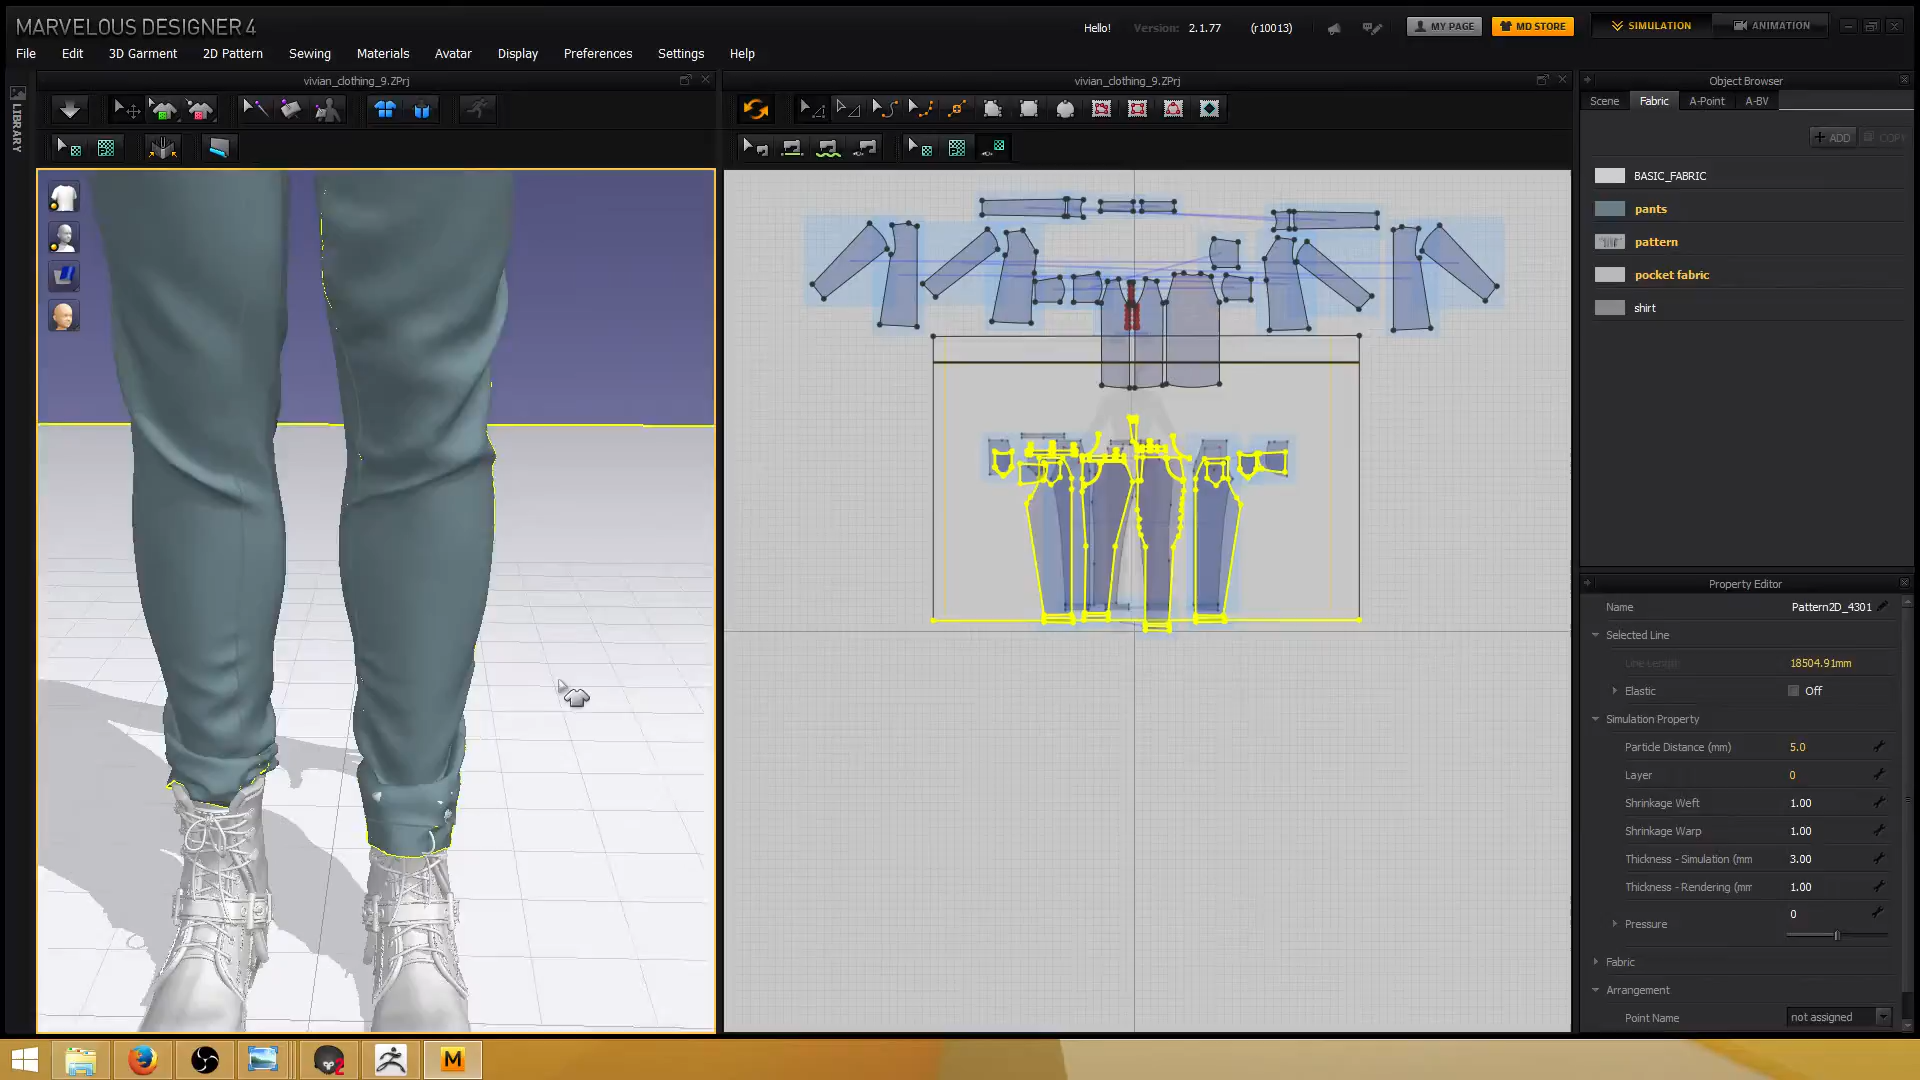 MARVELOUS DESIGNER 4
Hello!
Version: 2.1.77 (r10013)
MY PAGE
MD STORE
SIMULATION
ANIMATION
File Edit 3D Garment 2D Pattern Sewing Materials Avatar Display Preferences Settings Help
vivian_clothing_9.ZPrj
vivian_clothing_9.ZPrj
Object Browser
LIBRARY
Scene Fabric A-Point A-BV
+ ADD
COPY
BASIC_FABRIC
pants
pattern
pocket fabric
shirt
Property Editor
Name Pattern2D_4301
Selected Line
Line Length 18504.91mm
Elastic Off
Simulation Property
Particle Distance (mm) 5.0
Layer 0
Shrinkage Weft 1.00
Shrinkage Warp 1.00
Thickness - Simulation (mm 3.00
Thickness - Rendering (mm 1.00
Pressure 0
Fabric
Arrangement
Point Name not assigned
2
M